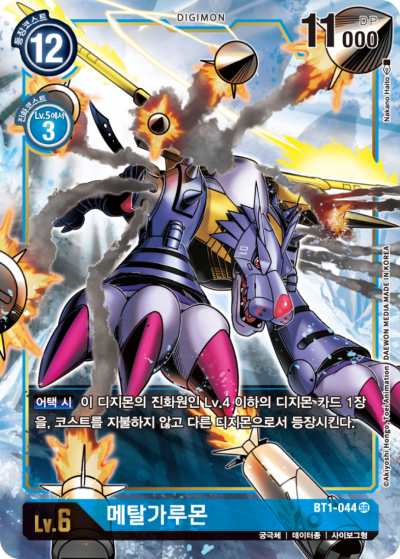 등장코스트
12
DIGIMON
DP
11000
Lv.5에서
진화코스트
3
Nakano Haito
©Akiyoshi Hongo, Toei Animation DAEWON MEDIA MADE IN KOREA
어택 시 이 디지몬의 진화원인 Lv.4 이하의 디지몬 카드 1장
을, 코스트를 지불하지 않고 다른 디지몬으로서 등장시킨다.
BT1-044 SR
Lv.6
메탈가루몬
궁극체 데이터종 사이보그형